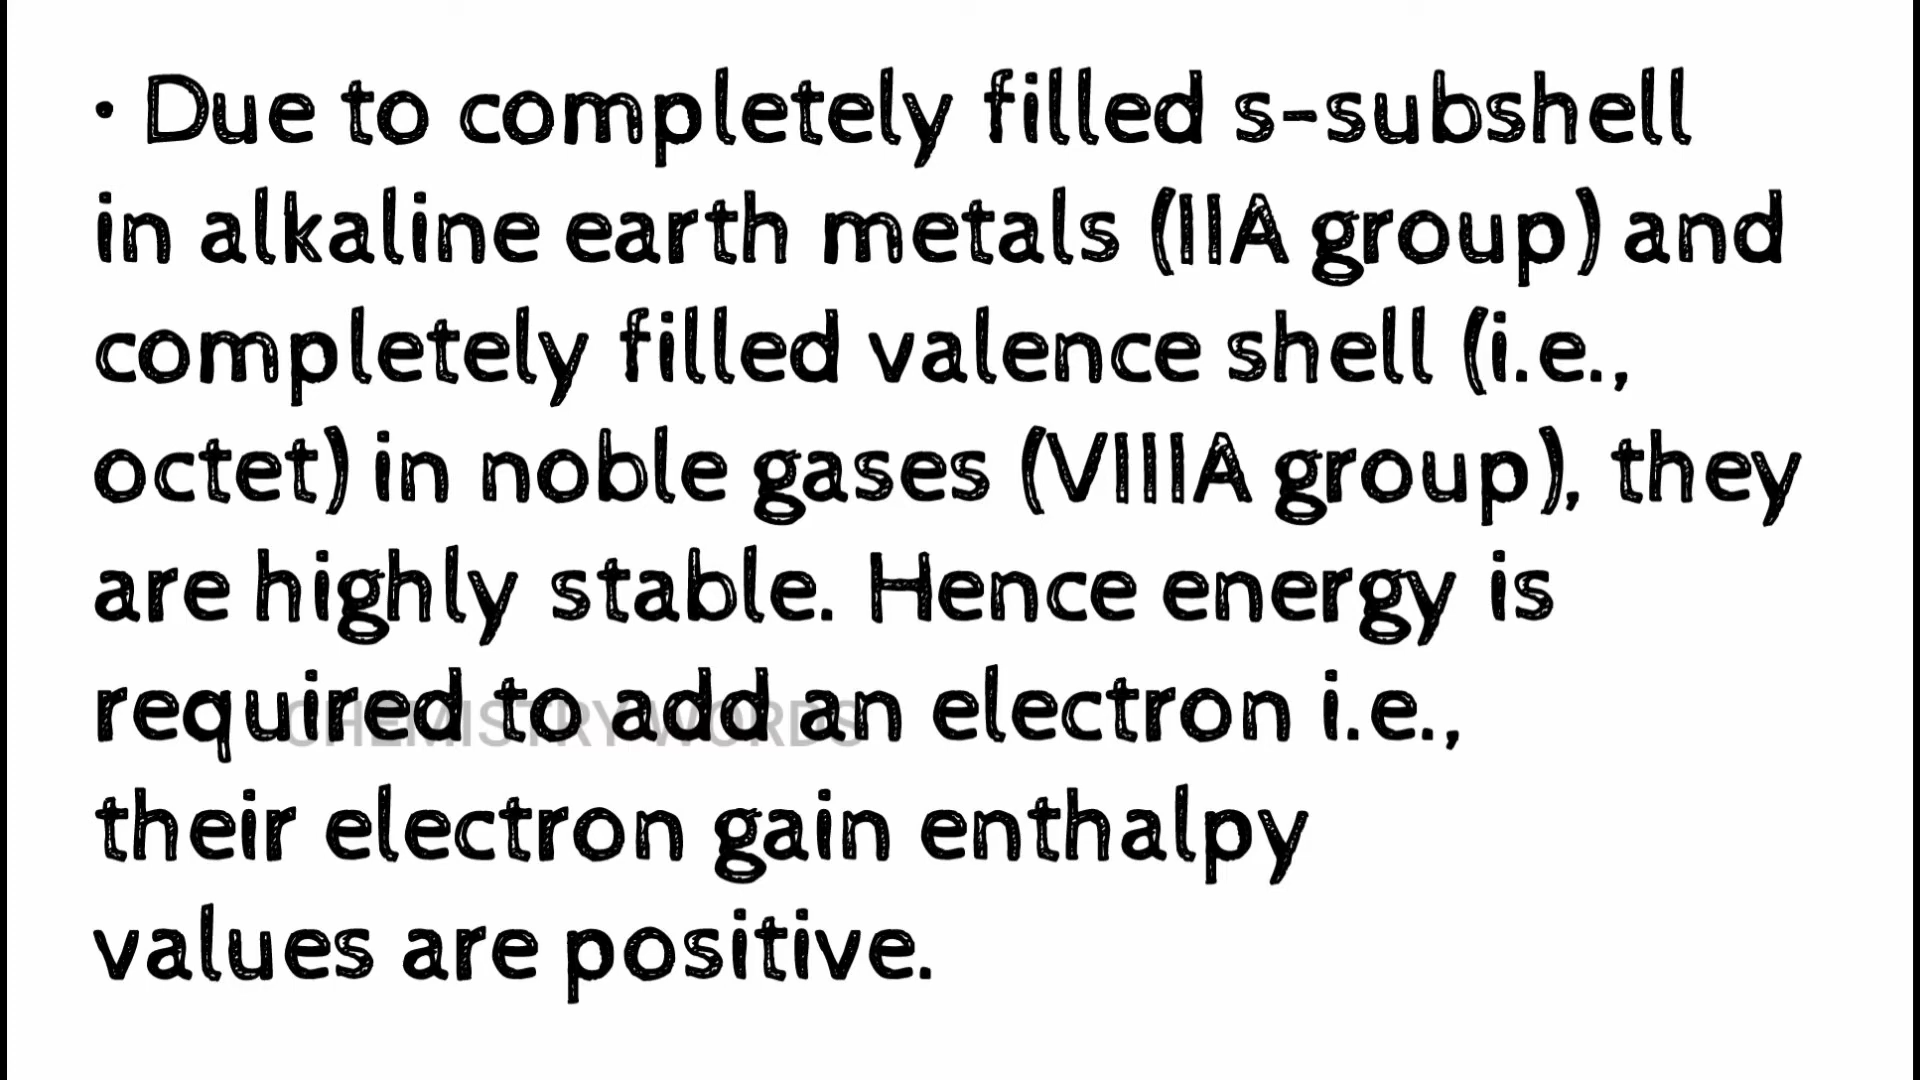 • Due to completely filled s-subshell
in alkaline earth metals (IIA group) and
completely filled valence shell (i.e.,
octet) in noble gases (VIIIA group), they
are highly stable. Hence energy is
required to add an electron i.e.,
CHEMISTRY WORDS
their electron gain enthalpy
values are positive.